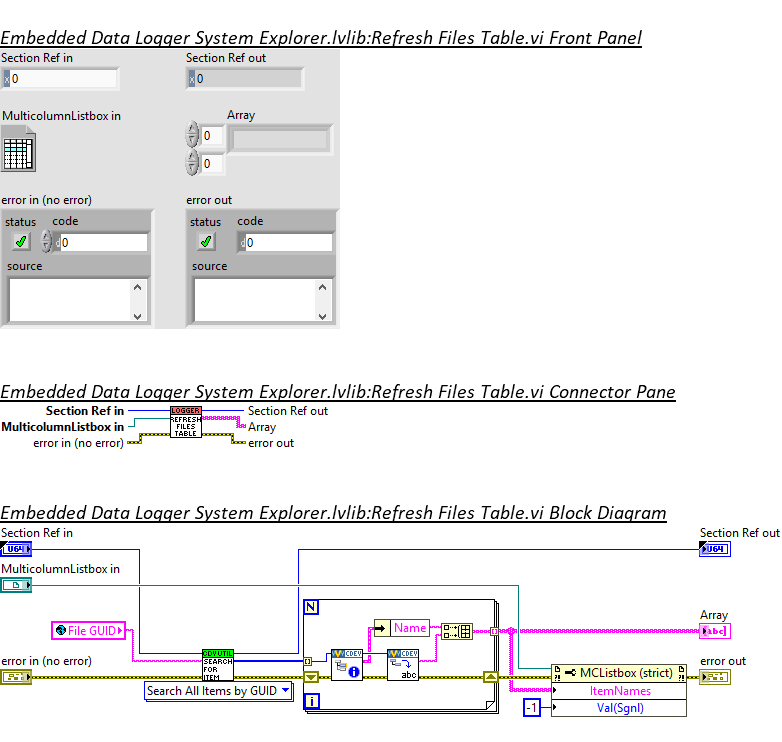 Embedded Data Logger System Explorer.lvlib:Refresh Files Table.vi Front Panel
Section Ref in
Section Ref out
x 0
x 0
MulticolumnListbox in
Array
0
0
error in (no error)
error out
status code
status code
d 0
d 0
source
source
Embedded Data Logger System Explorer.lvlib:Refresh Files Table.vi Connector Pane
Section Ref in
LOGGER
Section Ref out
MulticolumnListbox in
REFRESH
FILES
TABLE
Array
error in (no error)
error out
Embedded Data Logger System Explorer.lvlib:Refresh Files Table.vi Block Diagram
Section Ref in
Section Ref out
U64
U64
MulticolumnListbox in
N
Array
File GUID
Name
abc
error in (no error)
CDVUTIL
SEARCH
FOR
ITEM
CDEV
CDEV
abc
error out
MCListbox (strict)
Search All Items by GUID
i
ItemNames
-1
Val(Sgnl)